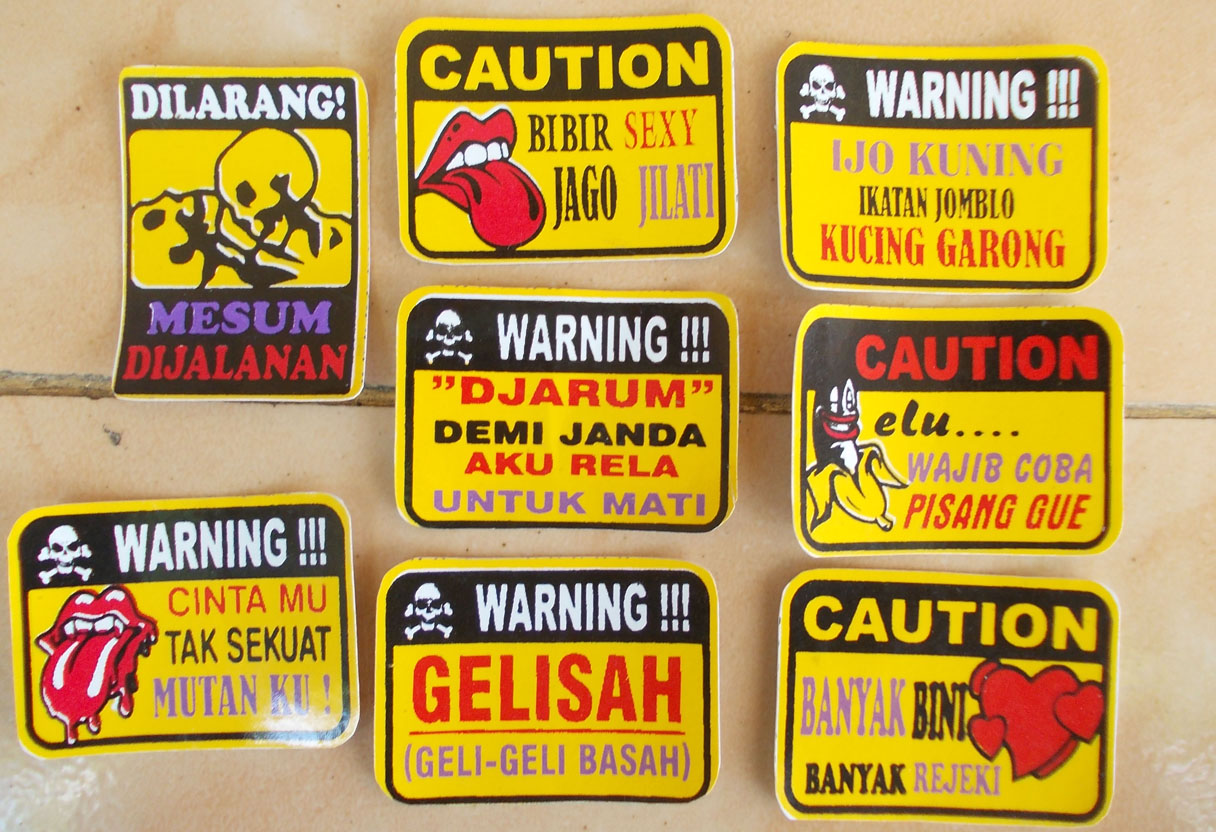 DILARANG!
MESUM
DIJALANAN
CAUTION
BIBIR SEXY
JAGO JILATI
WARNING !!!
IJO KUNING
IKATAN JOMBLO
KUCING GARONG
WARNING !!!
"DJARUM"
DEMI JANDA
AKU RELA
UNTUK MATI
CAUTION
elu....
WAJIB COBA
PISANG GUE
WARNING !!!
CINTA MU
TAK SEKUAT
MUTAN KU !
WARNING !!!
GELISAH
(GELI-GELI BASAH)
CAUTION
BANYAK BINI
BANYAK REJEKI